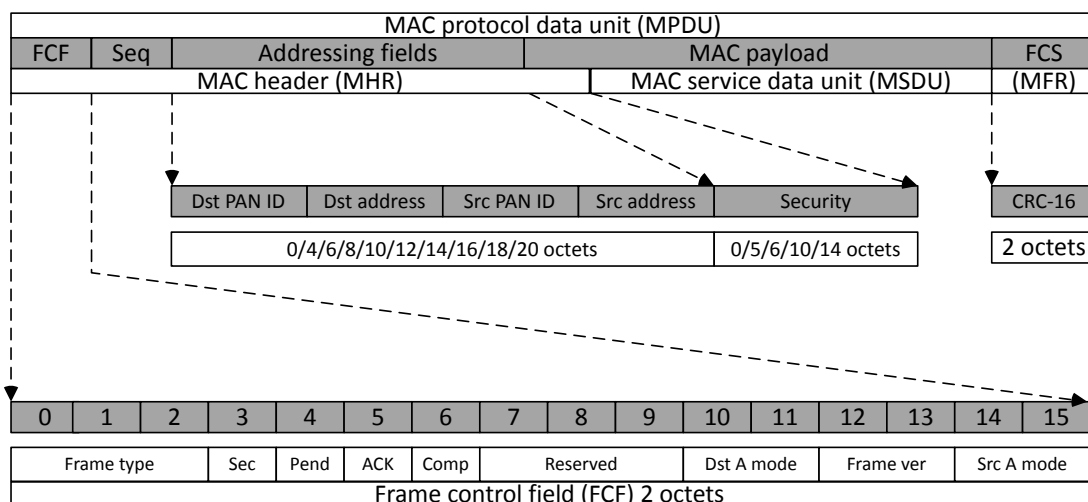 MAC protocol data unit (MPDU)
FCF Seq Addressing fields MAC payload FCS
MAC header (MHR) MAC service data unit (MSDU) (MFR)
Dst PAN ID Dst address Src PAN ID Src address Security CRC-16
0/4/6/8/10/12/14/16/18/20 octets 0/5/6/10/14 octets 2 octets
0 1 2 3 4 5 6 7 8 9 10 11 12 13 14 15
Frame type Sec Pend ACK Comp Reserved Dst A mode Frame ver Src A mode
Frame control field (FCF) 2 octets